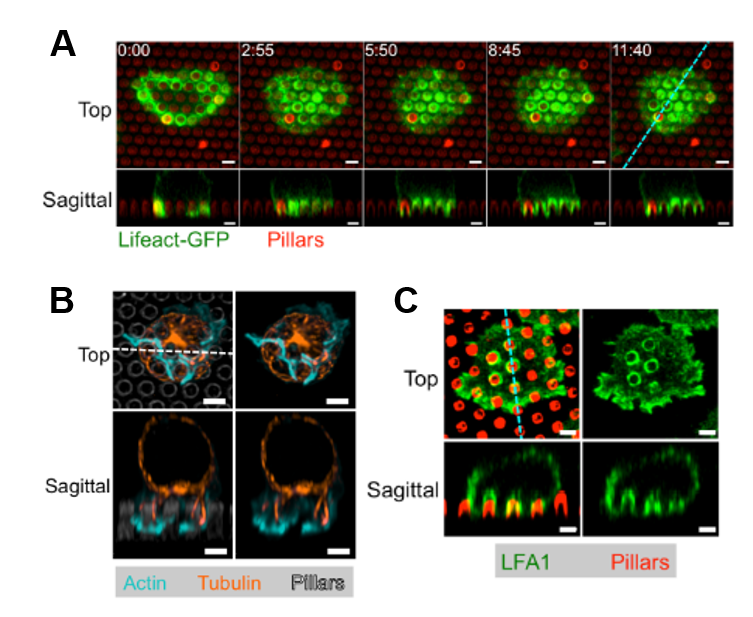 A
0:00 2:55 5:50 8:45 11:40
Top
Sagittal
Lifeact-GFP Pillars
B
Top
Sagittal
Actin Tubulin Pillars
C
Top
Sagittal
LFA1 Pillars